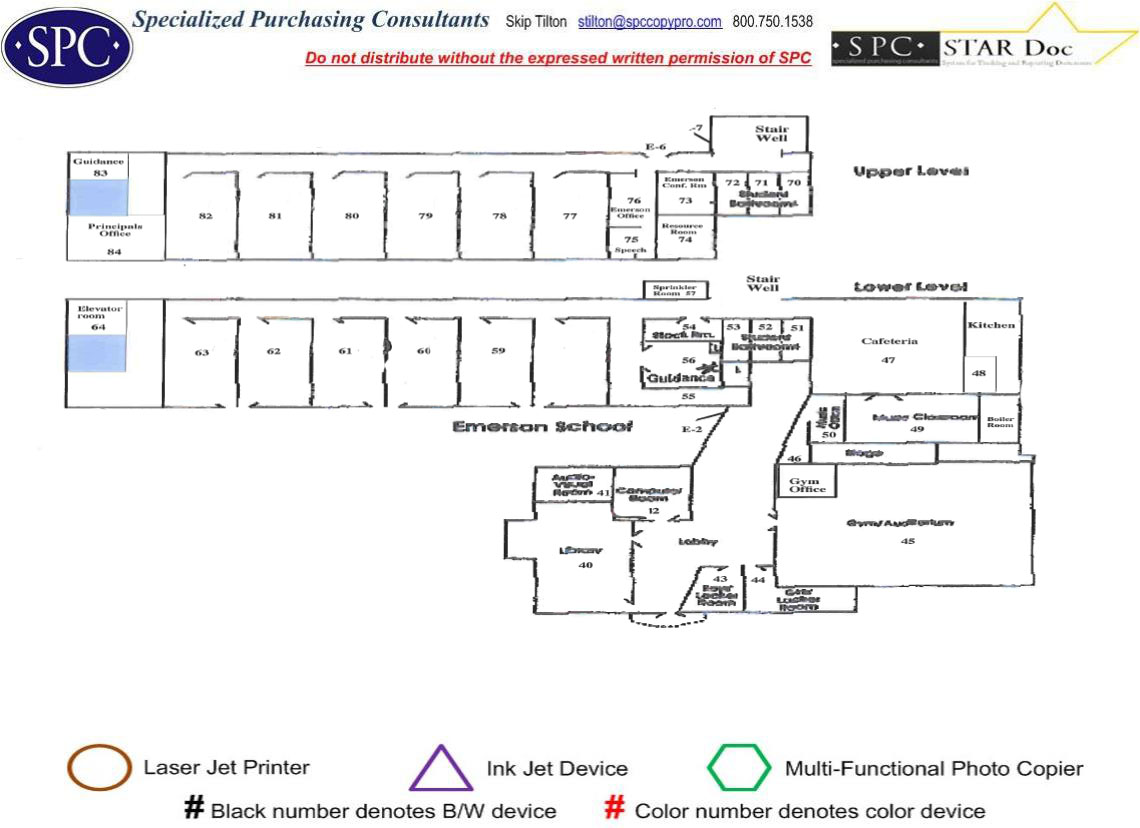 SPC
Specialized Purchasing Consultants Skip Tilton stilton@spccopypro.com 800.750.1538
Do not distribute without the expressed written permission of SPC
SPC
STAR Doc
specialized purchasing consultants
System for Tracking and Reporting Documents
Stair
Well
-7
E-6
Upper Level
Guidance
83
Principals
Office
84
82
81
80
79
78
77
76
Emerson
Office
75
Speech
Emerson
Conf. Rm
73
Resource
Room
74
72
71
70
Student
Bathrooms
Sprinkler
Room 57
Stair
Well
Lower Level
Elevator
room
64
63
62
61
60
59
54
Stock Rm.
56
Guidance
55
53
52
51
Student
Bathrooms
Cafeteria
47
Kitchen
48
Music
Office
50
Music Classroom
49
Boiler
Room
Stage
46
Emerson School
E-2
Gym
Office
Gym/Auditorium
45
Audio-
Visual
Room 41
Computer
Room
12
Library
40
Lobby
43
Boys'
Locker
Room
44
Girls'
Locker
Room
Laser Jet Printer
Ink Jet Device
Multi-Functional Photo Copier
# Black number denotes B/W device
# Color number denotes color device